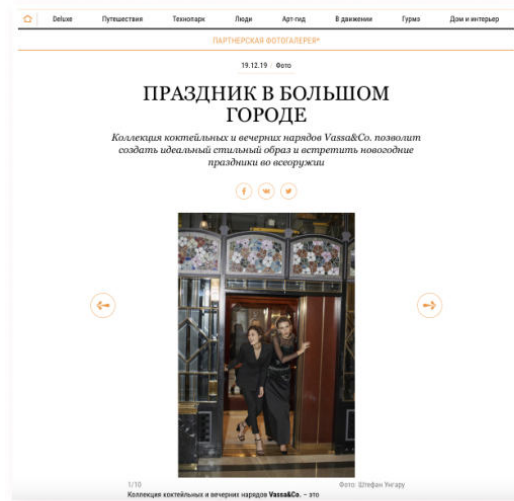 Deluxe Путешествия Технопарк Люди Арт-гид В движении Гурмэ Дом и интерьер
ПАРТНЕРСКАЯ ФОТОГАЛЕРЕЯ*
19.12.19 Фото
ПРАЗДНИК В БОЛЬШОМ
ГОРОДЕ
Коллекция коктейльных и вечерних нарядов Vassa&Co. позволит
создать идеальный стильный образ и встретить новогодние
праздники во всеоружии
1/10 Фото: Штефан Унгару
Коллекция коктейльных и вечерних нарядов Vassa&Co. – это